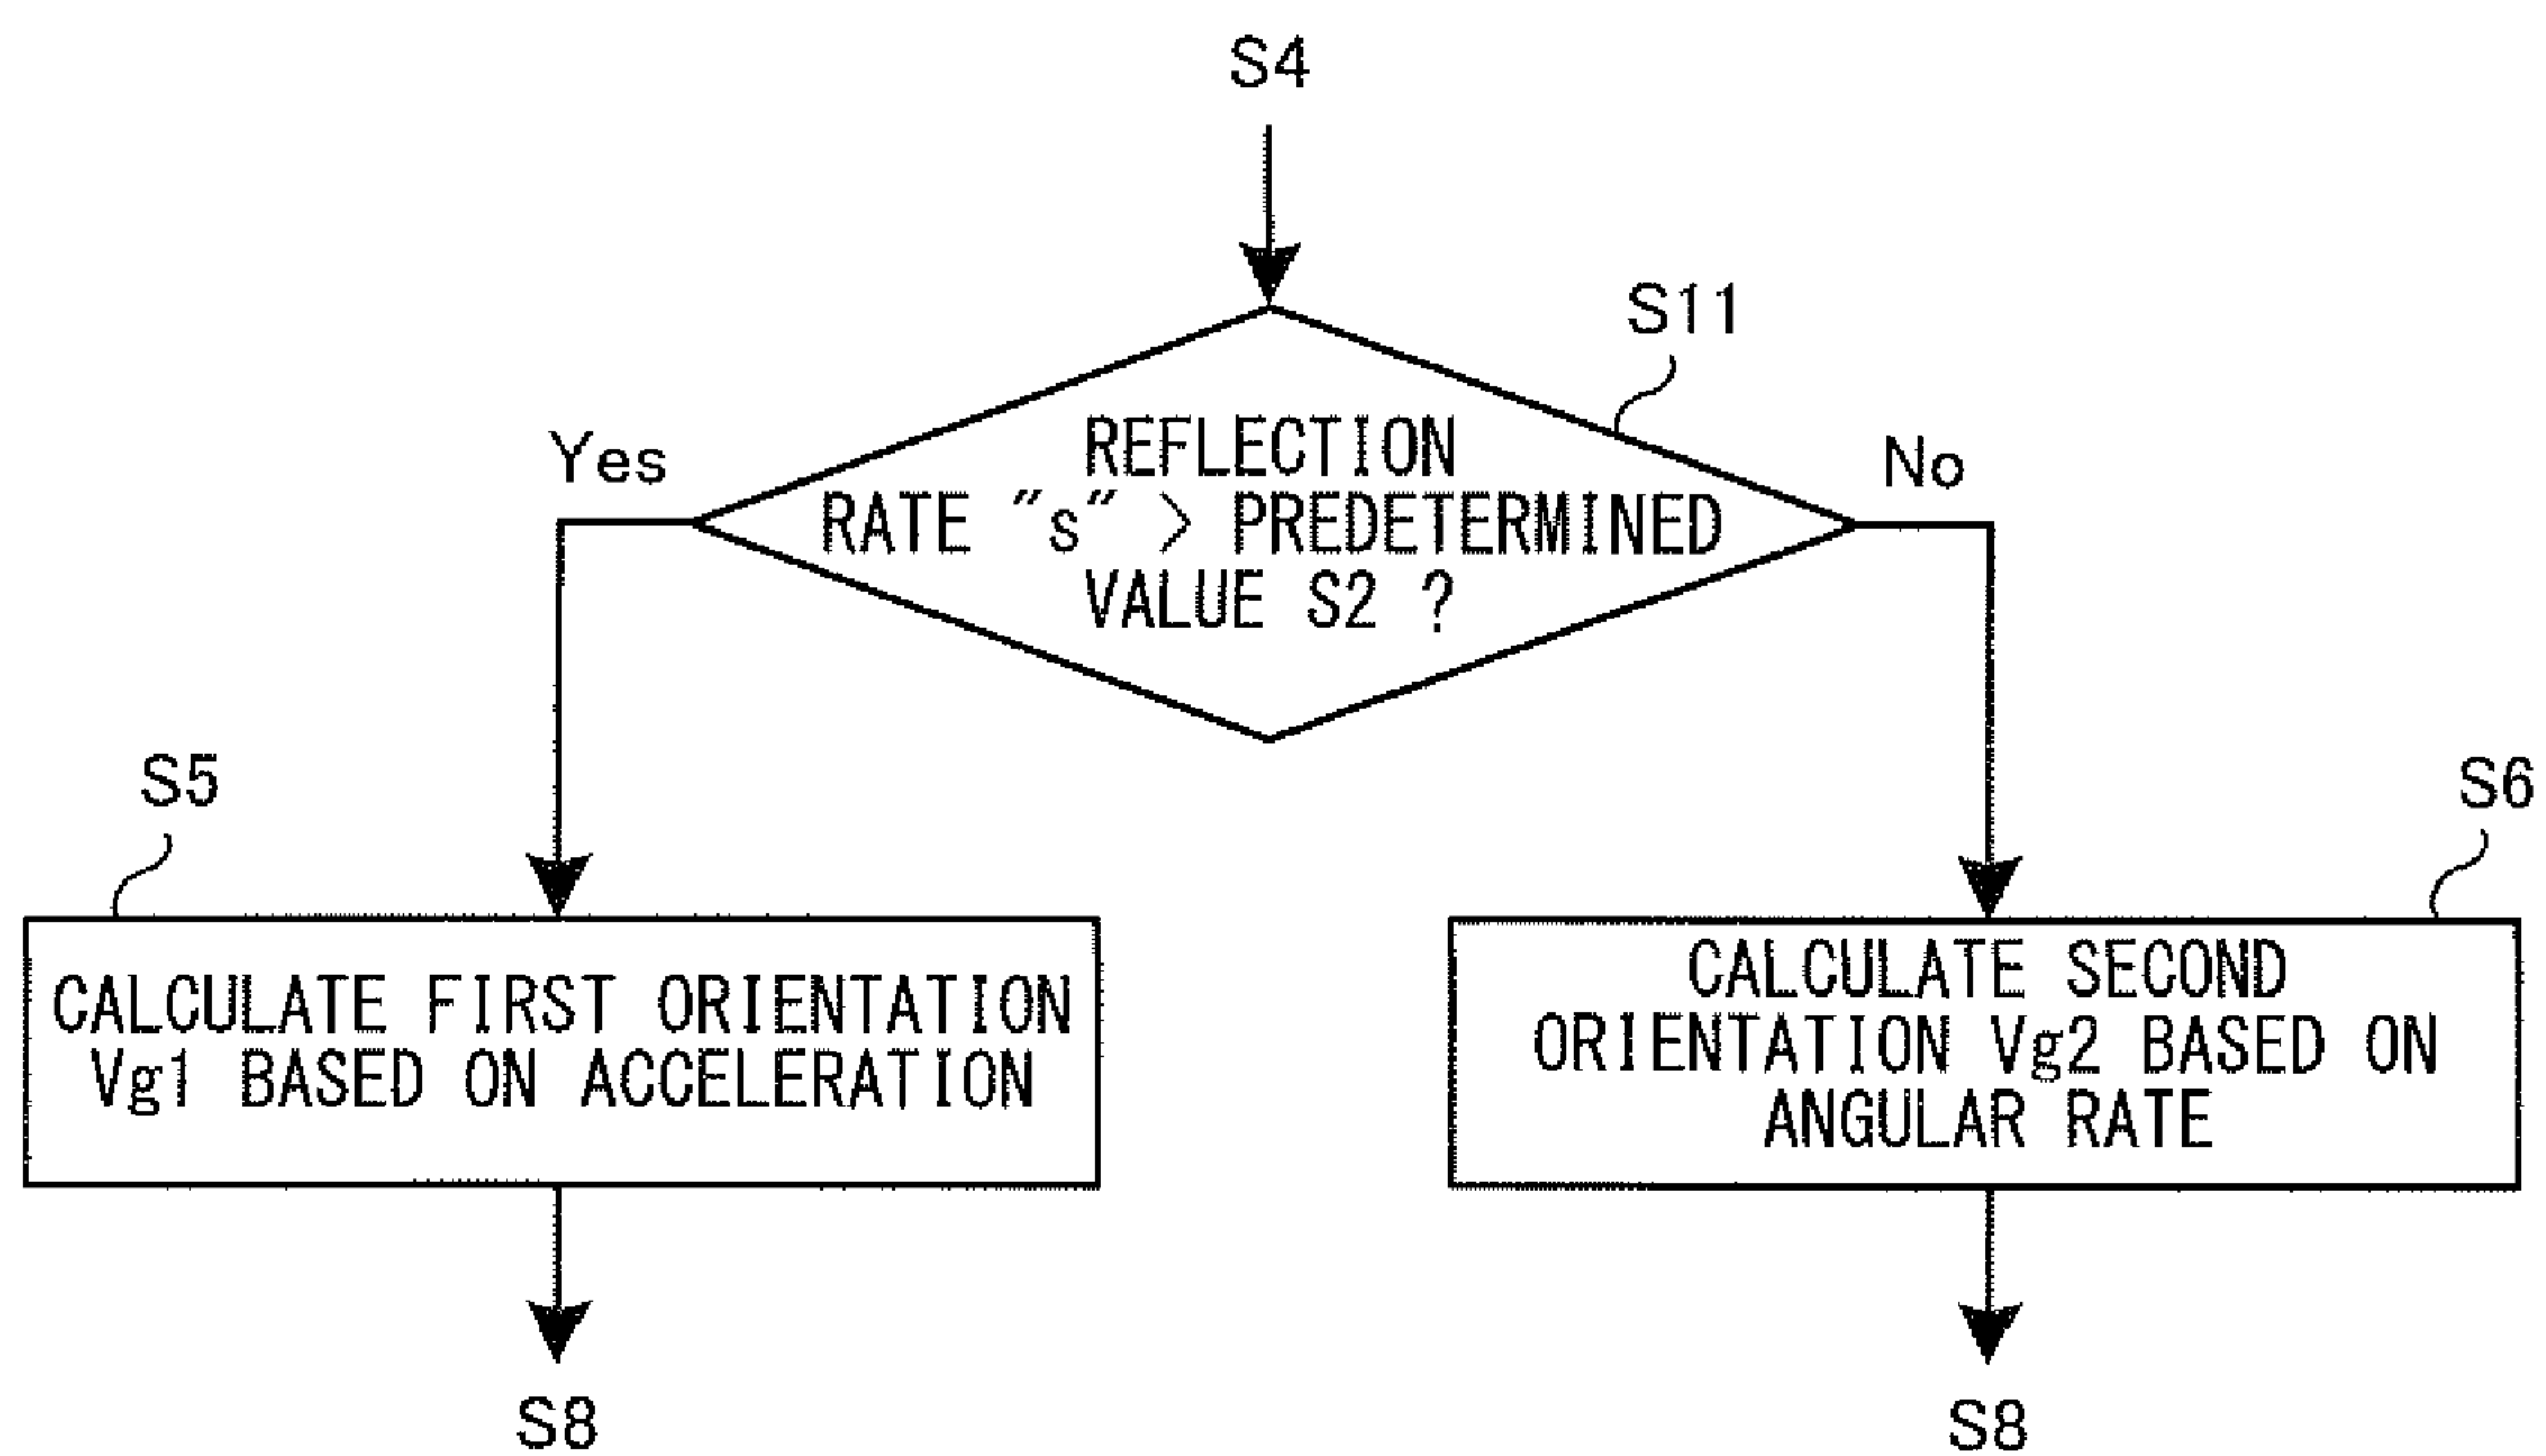 S4
S11
Yes
No
REFLECTION
RATE "s" > PREDETERMINED
VALUE S2 ?
S5
S6
CALCULATE FIRST ORIENTATION
Vg1 BASED ON ACCELERATION
CALCULATE SECOND
ORIENTATION Vg2 BASED ON
ANGULAR RATE
S8
S8